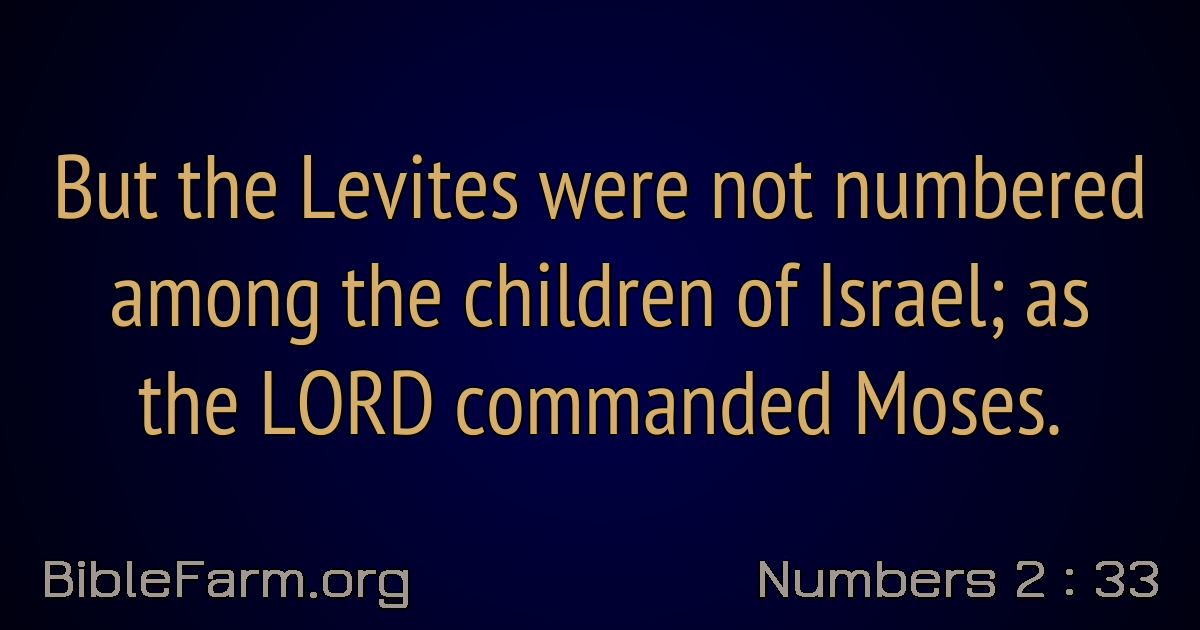 But the Levites were not numbered
among the children of Israel; as
the LORD commanded Moses.
BibleFarm.org
Numbers 2 : 33